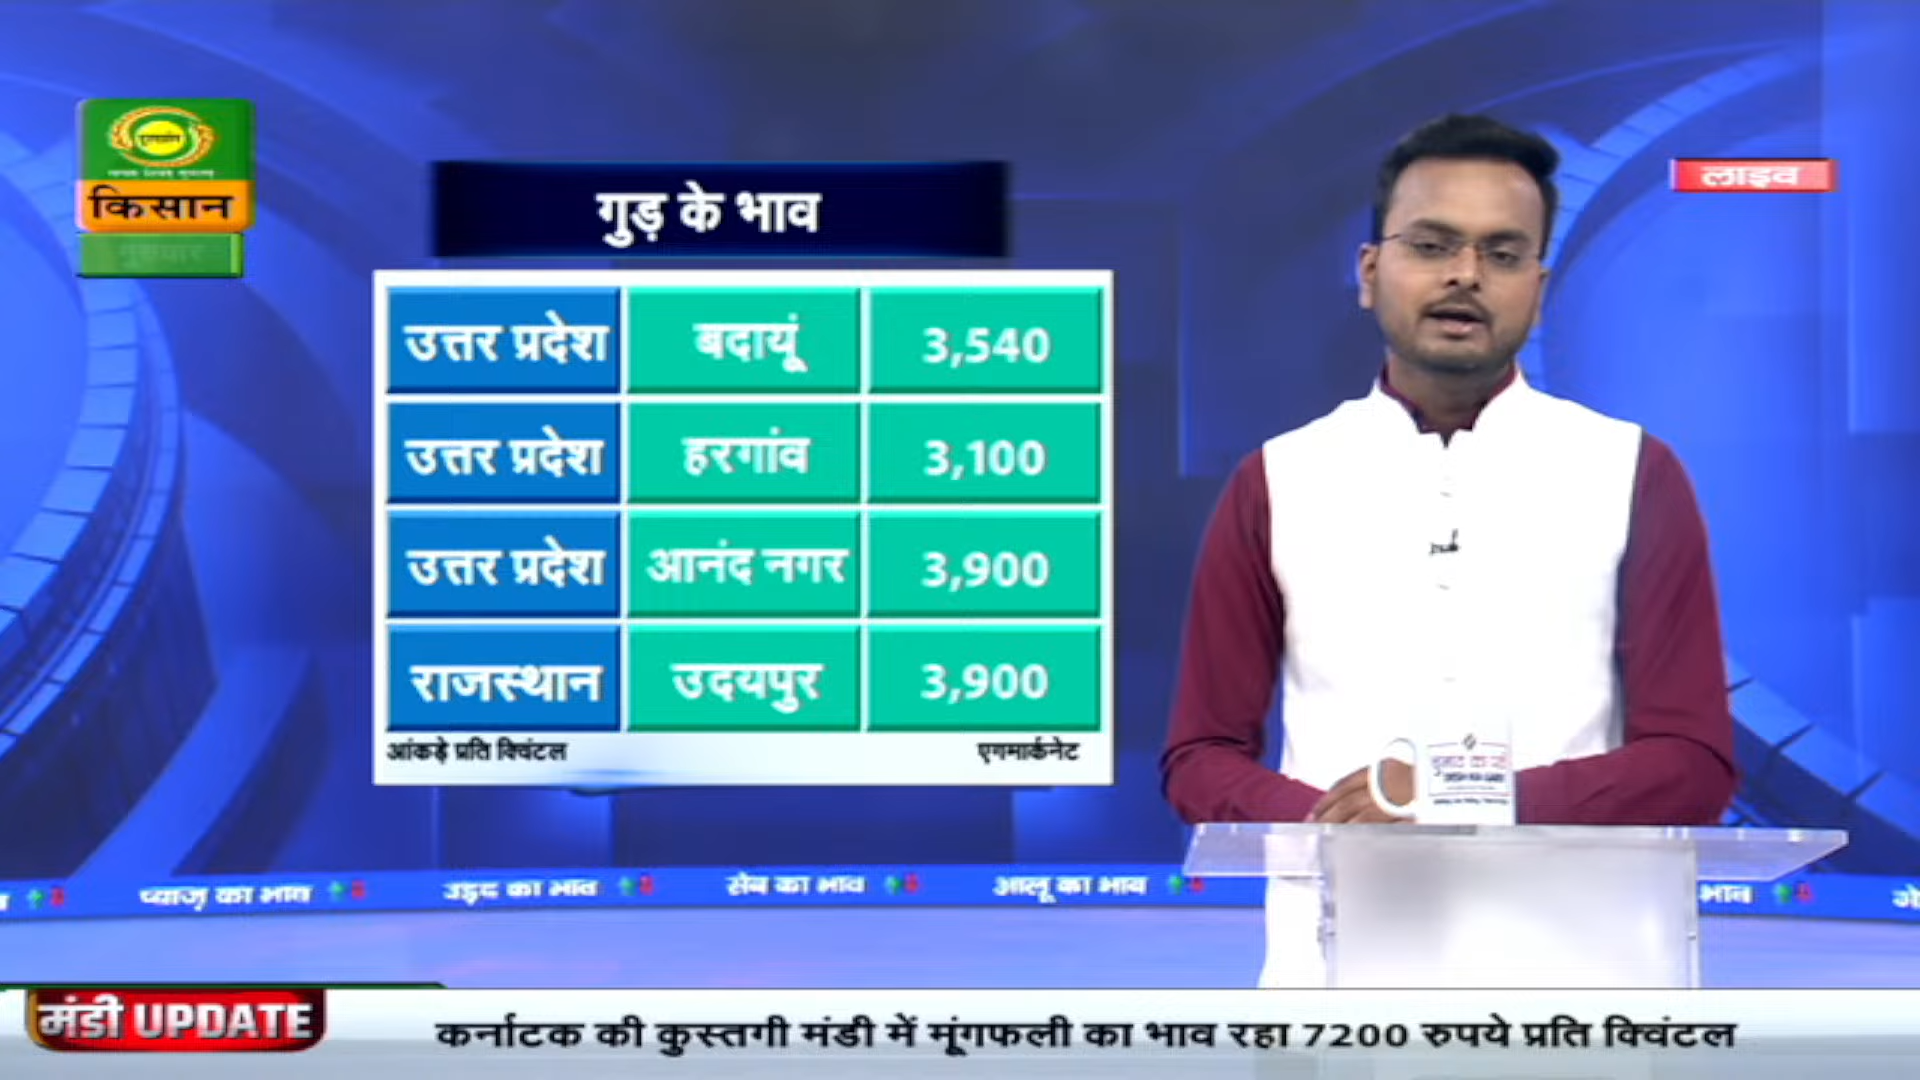 किसान
गुरुवार
लाइव
गुड़ के भाव
उत्तर प्रदेश बदायूं 3,540
उत्तर प्रदेश हरगांव 3,100
उत्तर प्रदेश आनंद नगर 3,900
राजस्थान उदयपुर 3,900
आंकड़े प्रति क्विंटल एगमार्कनेट
प्याज़ का भाव उड़द का भाव सेब का भाव आलू का भाव भाव
मंडी UPDATE
कर्नाटक की कुस्तगी मंडी में मूंगफली का भाव रहा 7200 रुपये प्रति क्विंटल